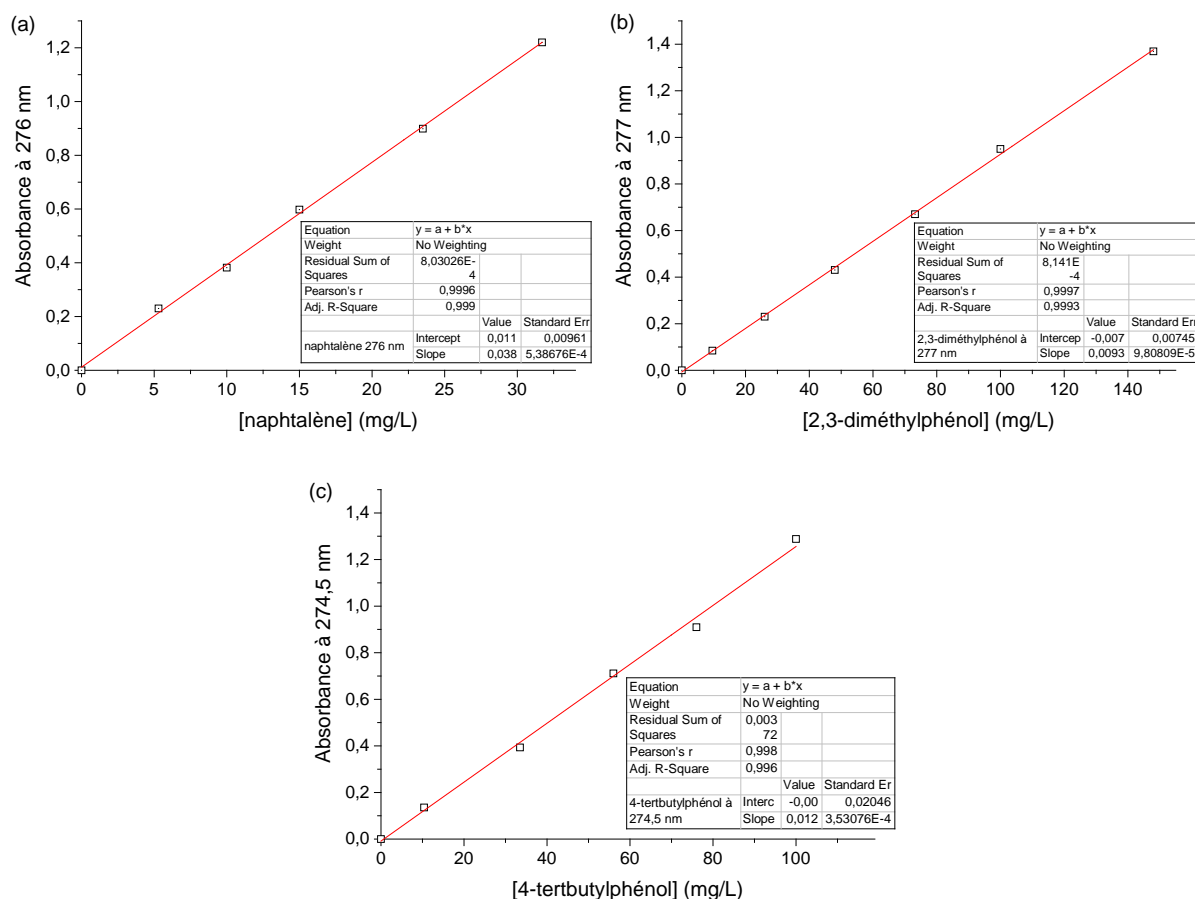 (a)
1,2
1,0
0,8
0,6
0,4
0,2
0,0
Absorbance à 276 nm
0 5 10 15 20 25 30
[naphtalène] (mg/L)
Equation y = a + b*x
Weight No Weighting
Residual Sum of Squares 8,03026E-4
Pearson's r 0,9996
Adj. R-Square 0,999
Value Standard Err
naphtalène 276 nm Intercept 0,011 0,00961
Slope 0,038 5,38676E-4
(b)
1,4
1,2
1,0
0,8
0,6
0,4
0,2
0,0
Absorbance à 277 nm
0 20 40 60 80 100 120 140
[2,3-diméthylphénol] (mg/L)
Equation y = a + b*x
Weight No Weighting
Residual Sum of Squares 8,141E-4
Pearson's r 0,9997
Adj. R-Square 0,9993
Value Standard Err
2,3-diméthylphénol à 277 nm Intercep -0,007 0,00745
Slope 0,0093 9,80809E-5
(c)
1,4
1,2
1,0
0,8
0,6
0,4
0,2
0,0
Absorbance à 274,5 nm
0 20 40 60 80 100
[4-tertbutylphénol] (mg/L)
Equation y = a + b*x
Weight No Weighting
Residual Sum of Squares 0,00372
Pearson's r 0,998
Adj. R-Square 0,996
Value Standard Er
4-tertbutylphénol à 274,5 nm Interc -0,00 0,02046
Slope 0,012 3,53076E-4